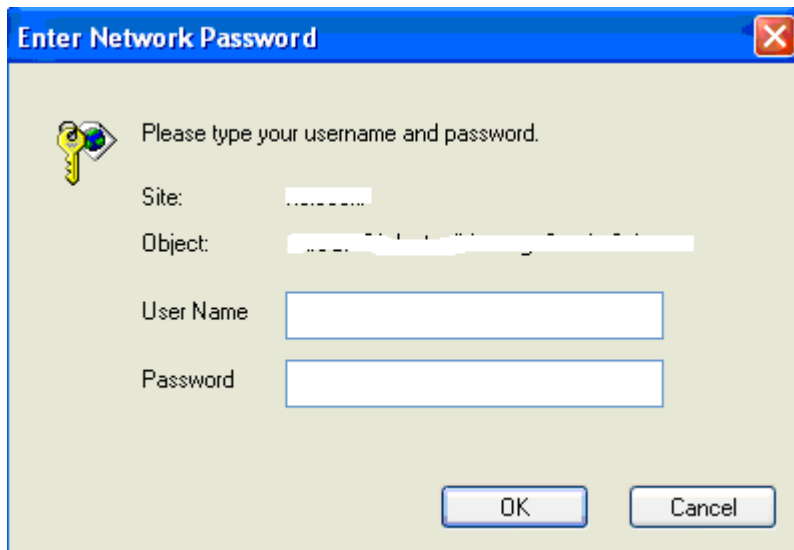 Enter Network Password
Please type your username and password.
Site:
Object:
User Name
Password
OK
Cancel